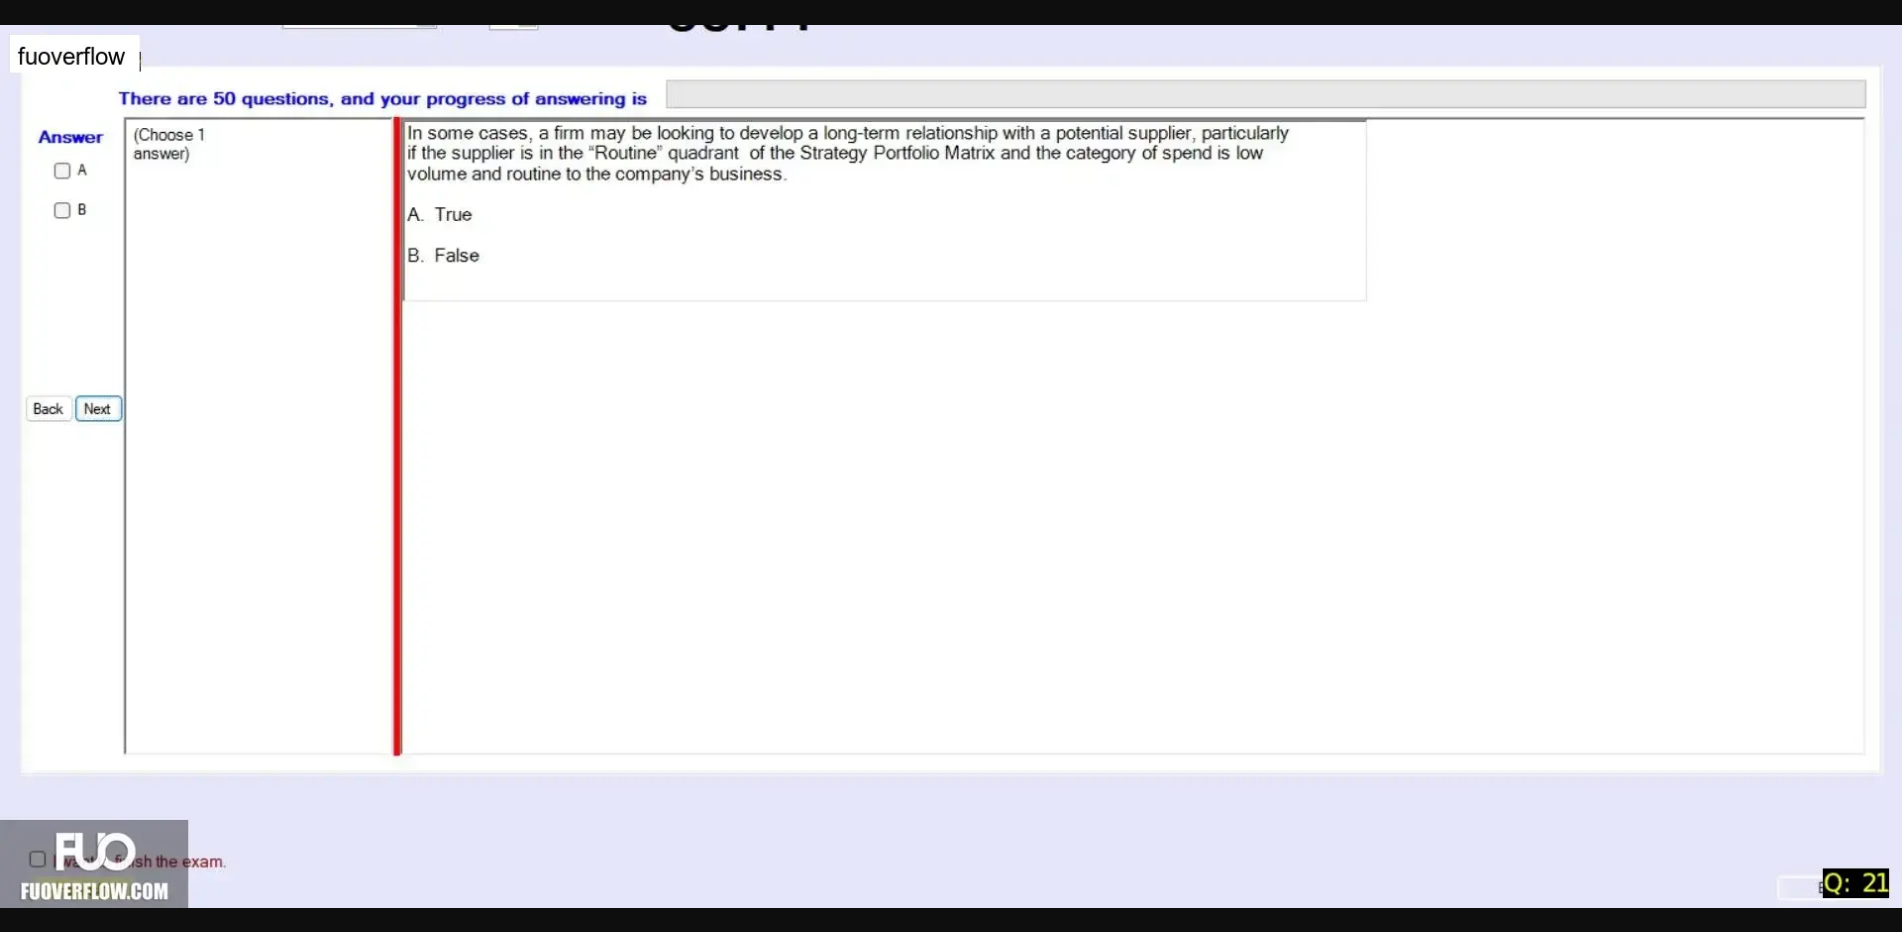 fuoverflow
There are 50 questions, and your progress of answering is
Answer
A
B
(Choose 1
answer)
In some cases, a firm may be looking to develop a long-term relationship with a potential supplier, particularly
if the supplier is in the “Routine” quadrant of the Strategy Portfolio Matrix and the category of spend is low
volume and routine to the company’s business.
A. True
B. False
Back Next
FUO
the exam.
FUOVERFLOW.COM
Q: 21